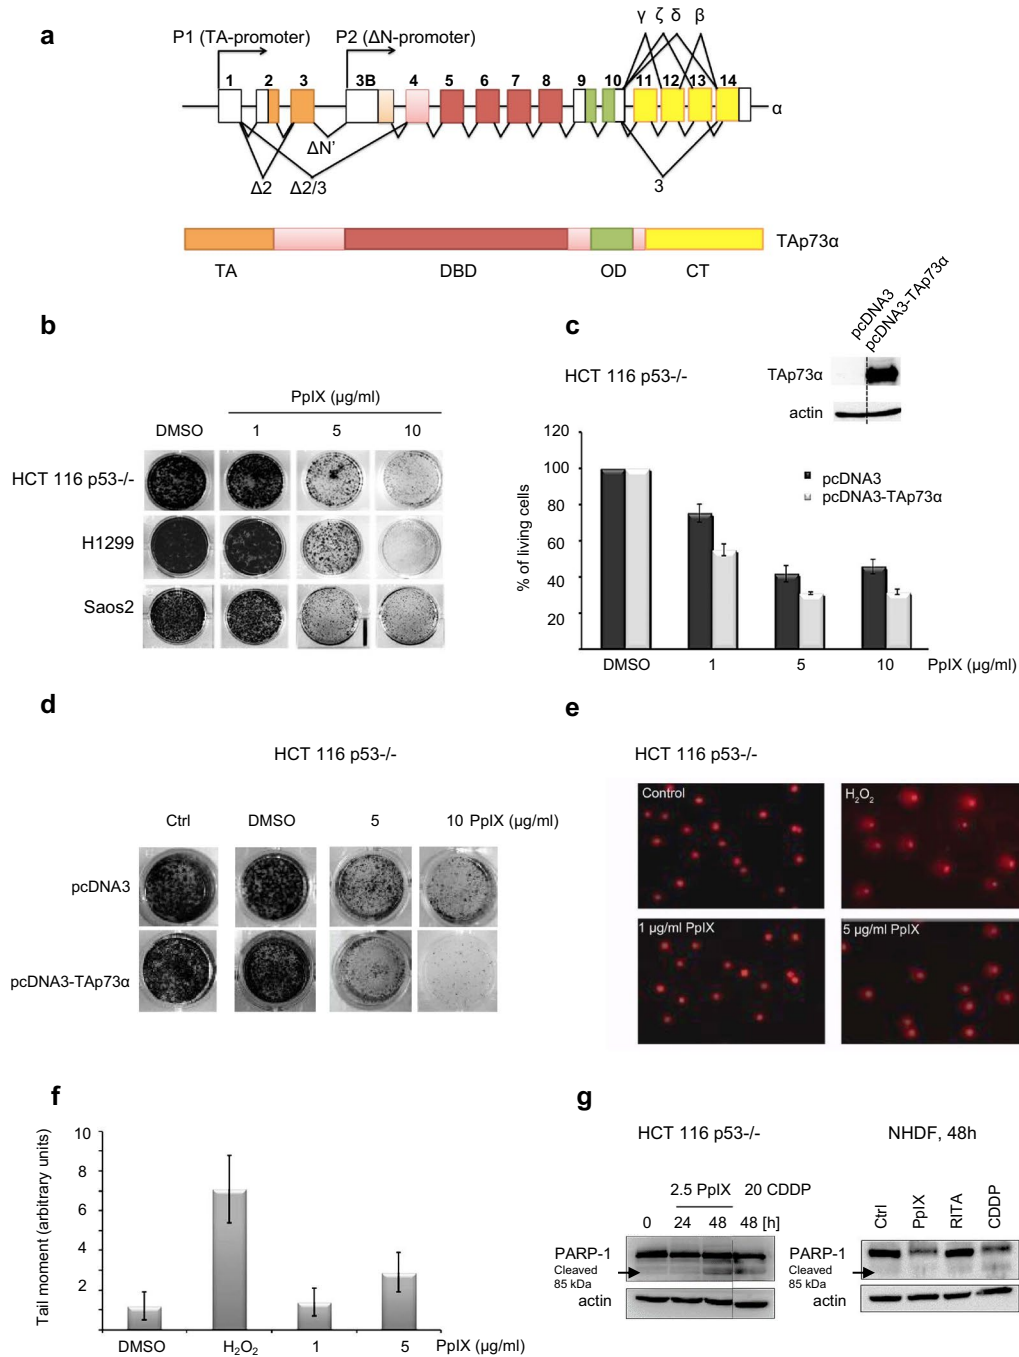 a
P1 (TA-promoter) P2 (ΔN-promoter)
γ ζ δ β
1 2 3 3B 4 5 6 7 8 9 10 11 12 13 14
α
ΔN'
Δ2 Δ2/3 3
TAp73α
TA DBD OD CT
b
PpIX (µg/ml)
DMSO 1 5 10
HCT 116 p53-/-
H1299
Saos2
c
HCT 116 p53-/-
pcDNA3
pcDNA3-TAp73α
TAp73α
actin
120
100
80
60
40
20
% of living cells
pcDNA3
pcDNA3-TAp73α
DMSO 1 5 10 PpIX (µg/ml)
d
HCT 116 p53-/-
Ctrl DMSO 5 10 PpIX (µg/ml)
pcDNA3
pcDNA3-TAp73α
e
HCT 116 p53-/-
Control
H₂O₂
1 µg/ml PpIX
5 µg/ml PpIX
f
10
8
6
4
2
Tail moment (arbitrary units)
DMSO H₂O₂ 1 5 PpIX (µg/ml)
g
HCT 116 p53-/-
2.5 PpIX 20 CDDP
0 24 48 48 [h]
PARP-1
Cleaved
85 kDa
actin
NHDF, 48h
Ctrl PpIX RITA CDDP
PARP-1
Cleaved
85 kDa
actin